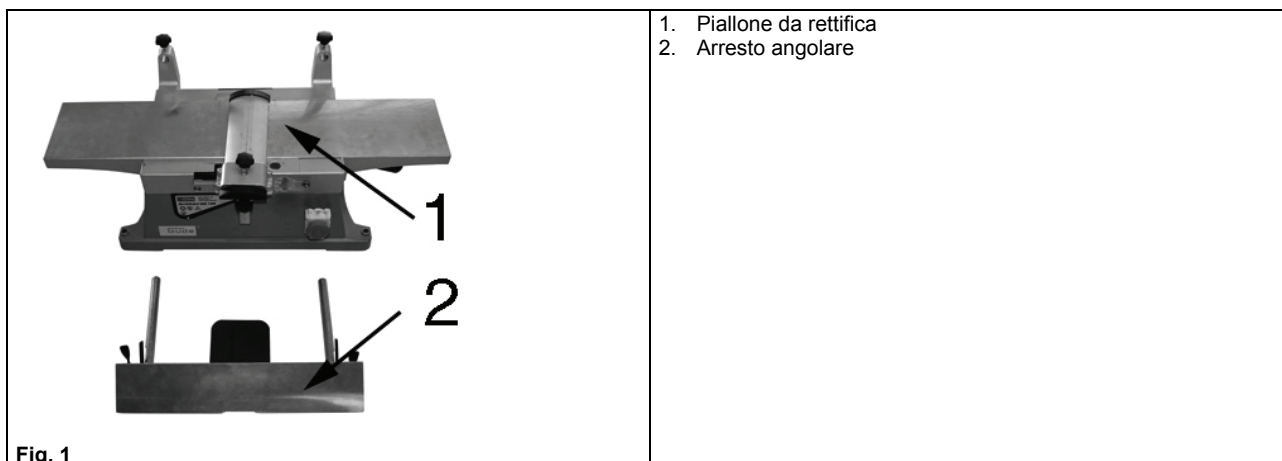 1
2
Fig. 1
1. Piallone da rettifica
2. Arresto angolare